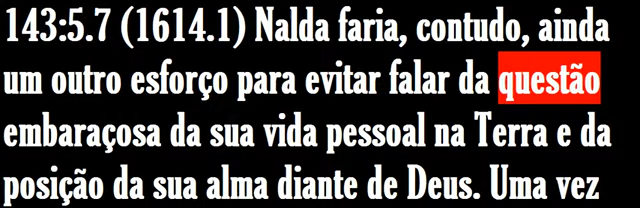 143:5.7 (1614.1) Nalda faria, contudo, ainda
um outro esforço para evitar falar da questão
embaraçosa da sua vida pessoal na Terra e da
posição da sua alma diante de Deus. Uma vez